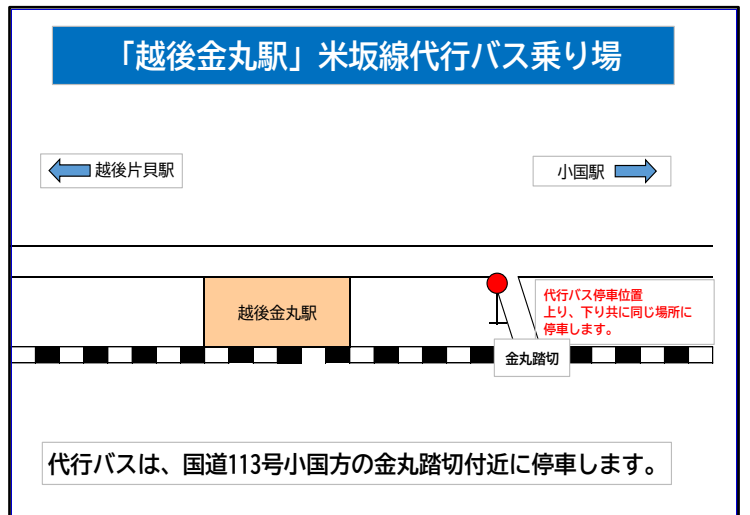 「越後金丸駅」米坂線代行バス乗り場
越後片貝駅
小国駅
越後金丸駅
代行バス停車位置
上り、下り共に同じ場所に
停車します。
金丸踏切
代行バスは、国道113号小国方の金丸踏切付近に停車します。